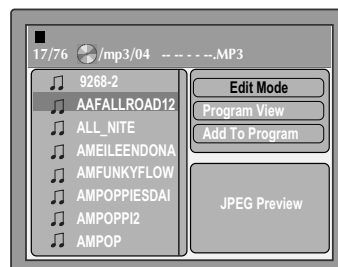 17/76 /mp3/04 -- -- - - --.MP3
9268-2
AAFALLROAD12
ALL_NITE
AMEILEENDONA
AMFUNKYFLOW
AMPOPPIESDAI
AMPOPPI2
AMPOP
Edit Mode
Program View
Add To Program
JPEG Preview